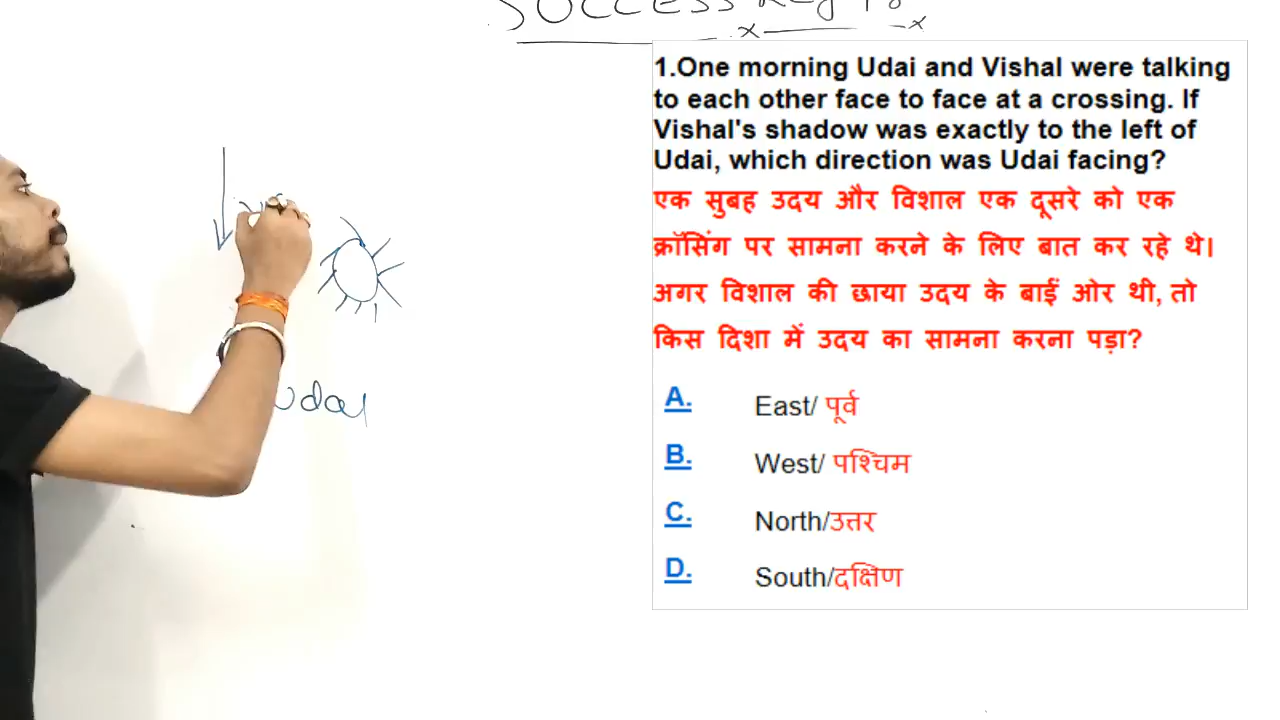 1.One morning Udai and Vishal were talking
to each other face to face at a crossing. If
Vishal's shadow was exactly to the left of
Udai, which direction was Udai facing?
एक सुबह उदय और विशाल एक दूसरे को एक
क्रॉसिंग पर सामना करने के लिए बात कर रहे थे।
अगर विशाल की छाया उदय के बाईं ओर थी, तो
किस दिशा में उदय का सामना करना पड़ा?
A. East/ पूर्व
B. West/ पश्चिम
C. North/उत्तर
D. South/दक्षिण
Uday